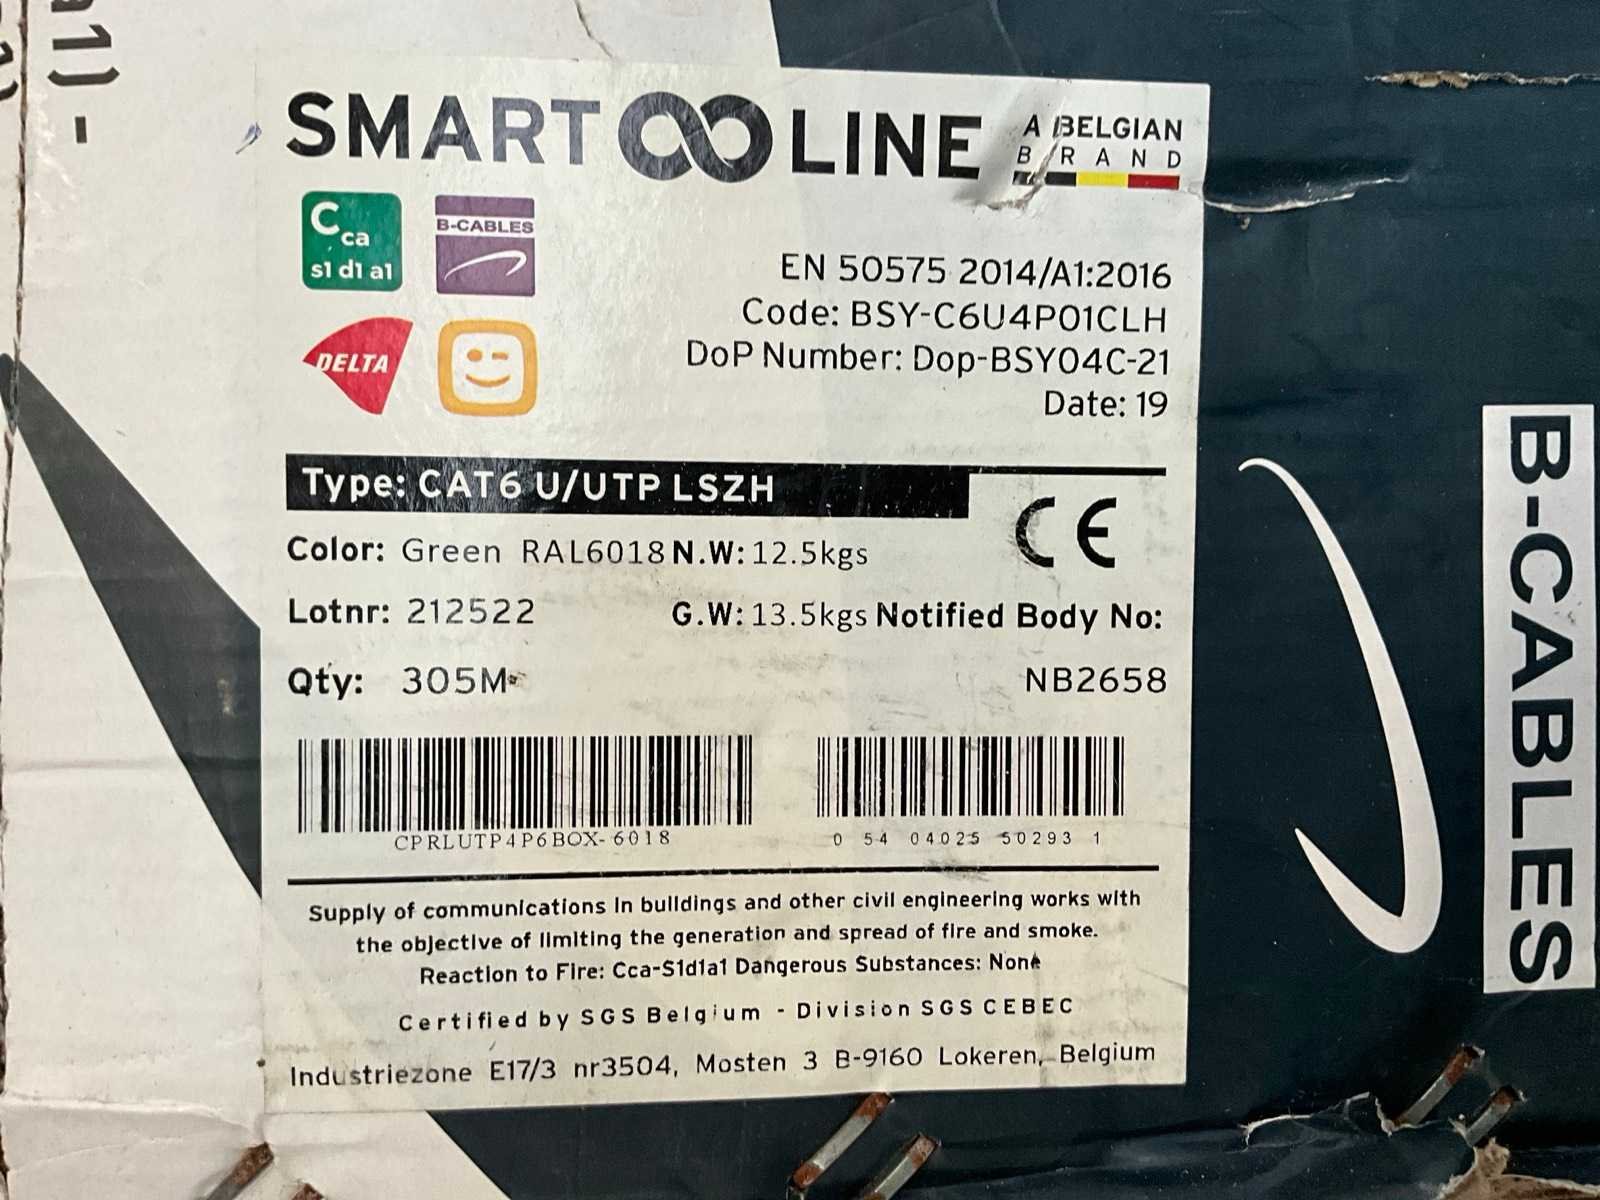 a1) -
SMART LINE
A BELGIAN
BRAND
Cca
s1 d1 a1
B-CABLES
DELTA
EN 50575 2014/A1:2016
Code: BSY-C6U4P01CLH
DoP Number: Dop-BSY04C-21
Date: 19
Type: CAT6 U/UTP LSZH
CE
Color: Green RAL6018 N.W: 12.5kgs
Lotnr: 212522 G.W: 13.5kgs Notified Body No:
Qty: 305M NB2658
CPRLUTP4P6BOX-6018
0 54 04025 50293 1
Supply of communications in buildings and other civil engineering works with
the objective of limiting the generation and spread of fire and smoke.
Reaction to Fire: Cca-S1d1a1 Dangerous Substances: None
Certified by SGS Belgium - Division SGS CEBEC
Industriezone E17/3 nr3504, Mosten 3 B-9160 Lokeren, Belgium
B-CABLES